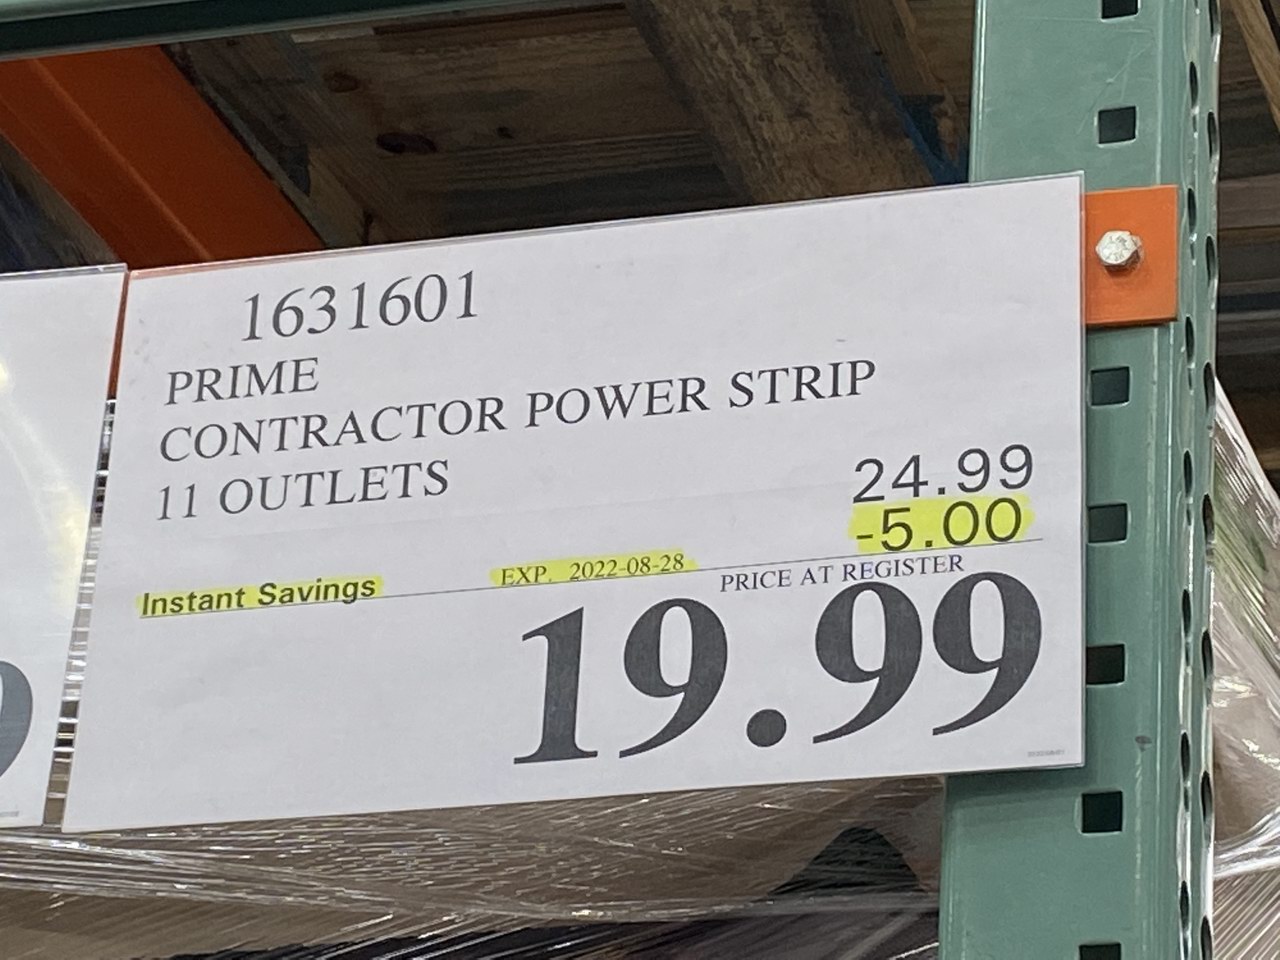 1631601
PRIME
CONTRACTOR POWER STRIP
11 OUTLETS
24.99
-5.00
Instant Savings
EXP. 2022-08-28
PRICE AT REGISTER
19.99